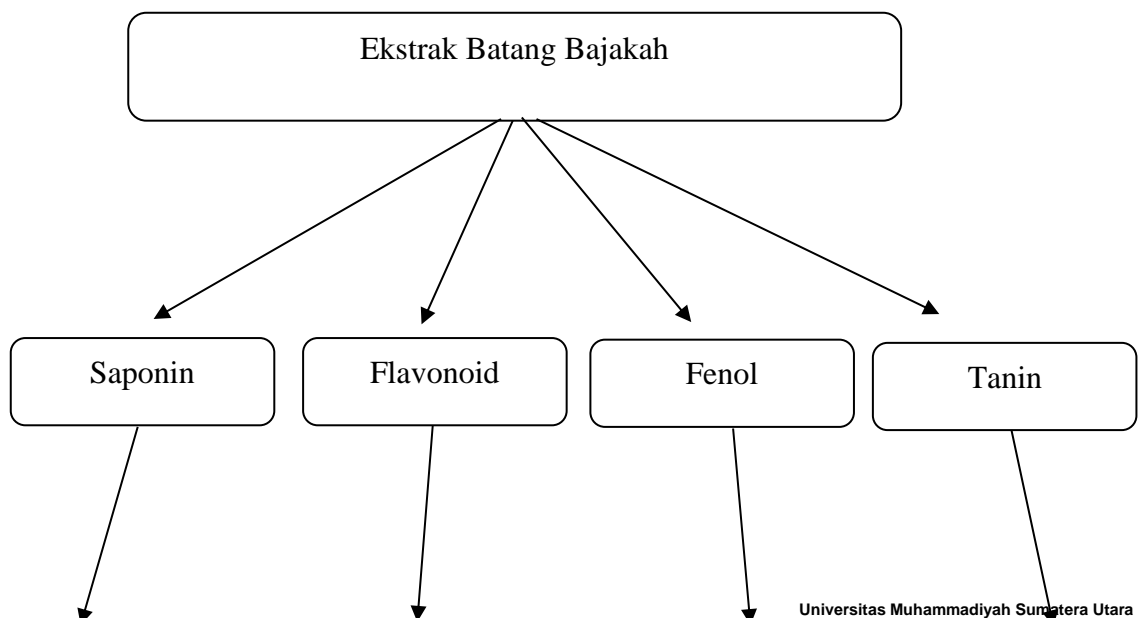 Ekstrak Batang Bajakah
Saponin
Flavonoid
Fenol
Tanin
Universitas Muhammadiyah Sumatera Utara